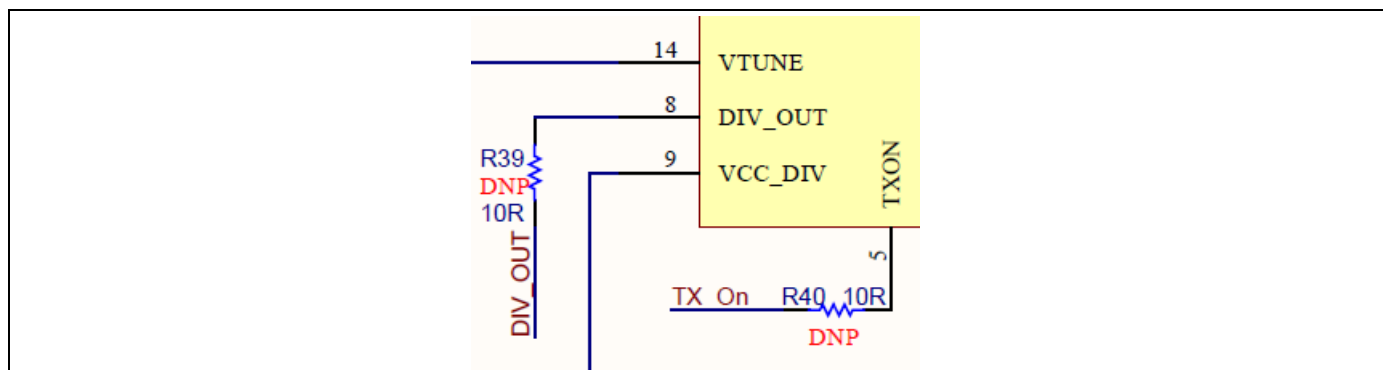 14
VTUNE
8
DIV_OUT
R39
DNP
10R
9
VCC_DIV
TXON
DIV_OUT
5
TX_On
R40
10R
DNP